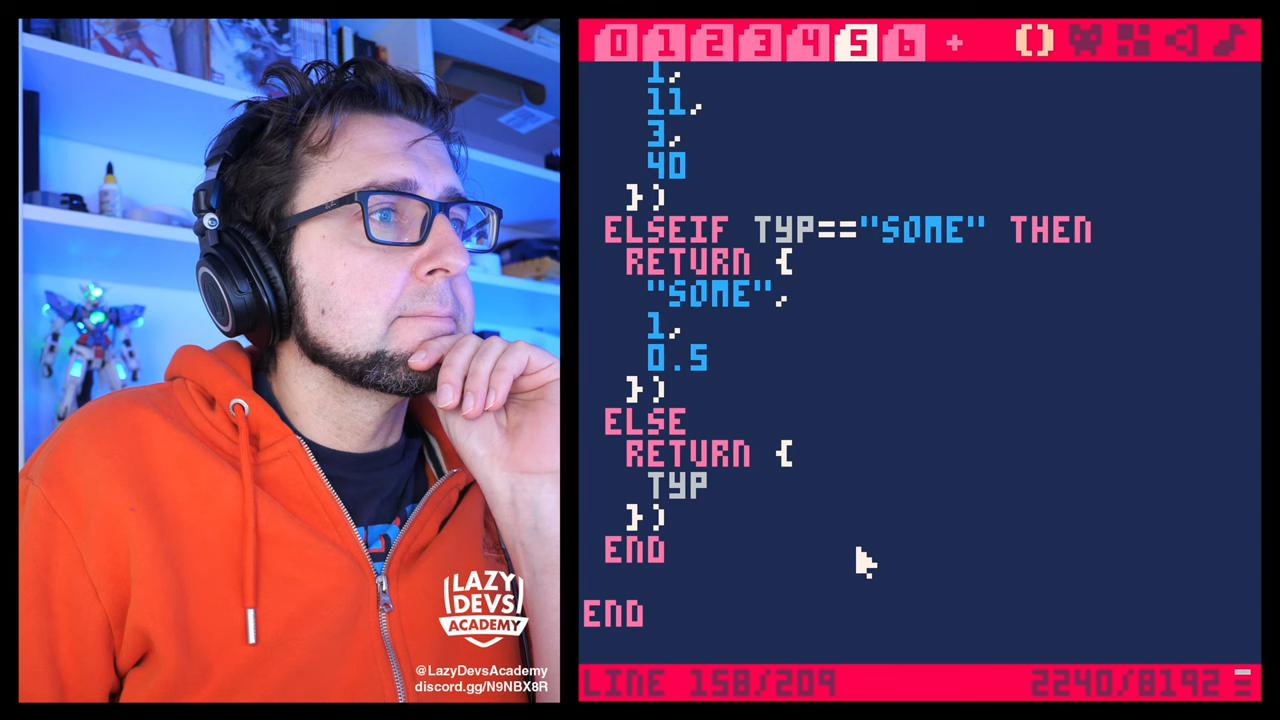 0 1 2 3 4 5 6 +
1,
11,
3,
40
})
ELSEIF TYP=="SOME" THEN
RETURN {
"SOME",
1,
0.5
})
ELSE
RETURN {
TYP
})
END
END
LINE 158/209 2240/8192
LAZY
DEVS
ACADEMY
@LazyDevsAcademy
discord.gg/N9NBX8R